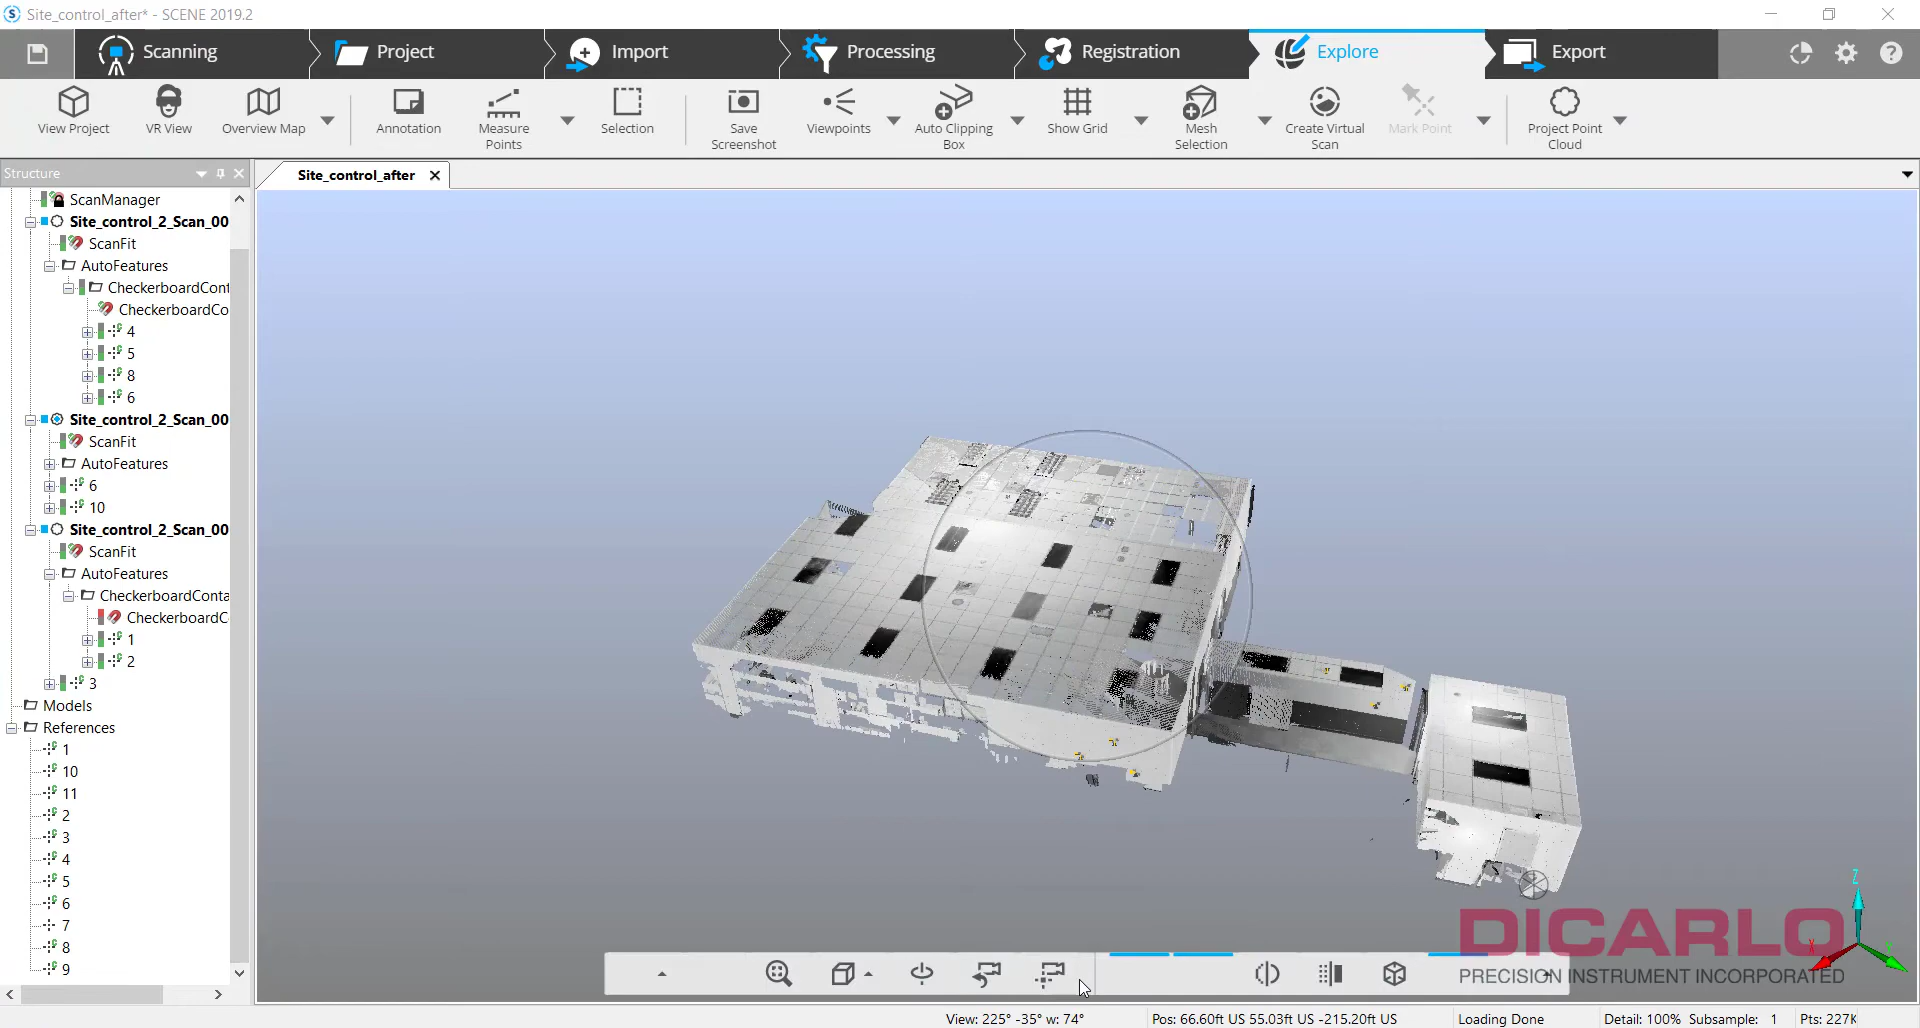 Site_control_after* - SCENE 2019.2
Scanning
Project
Import
Processing
Registration
Explore
Export
View Project
VR View
Overview Map
Annotation
Measure
Points
Selection
Save
Screenshot
Viewpoints
Auto Clipping
Box
Show Grid
Mesh
Selection
Create Virtual
Scan
Mark Point
Project Point
Cloud
Structure
Site_control_after
ScanManager
Site_control_2_Scan_00
ScanFit
AutoFeatures
CheckerboardCont
CheckerboardCo
4
5
8
6
Site_control_2_Scan_00
ScanFit
AutoFeatures
6
10
Site_control_2_Scan_00
ScanFit
AutoFeatures
CheckerboardConta
CheckerboardC
1
2
3
Models
References
1
10
11
2
3
4
5
6
7
8
9
Z
X
DICARLO
PRECISION INSTRUMENT INCORPORATED
View: 225° -35° w: 74°
Pos: 66.60ft US 55.03ft US -215.20ft US
Loading Done
Detail: 100% Subsample: 1
Pts: 227K